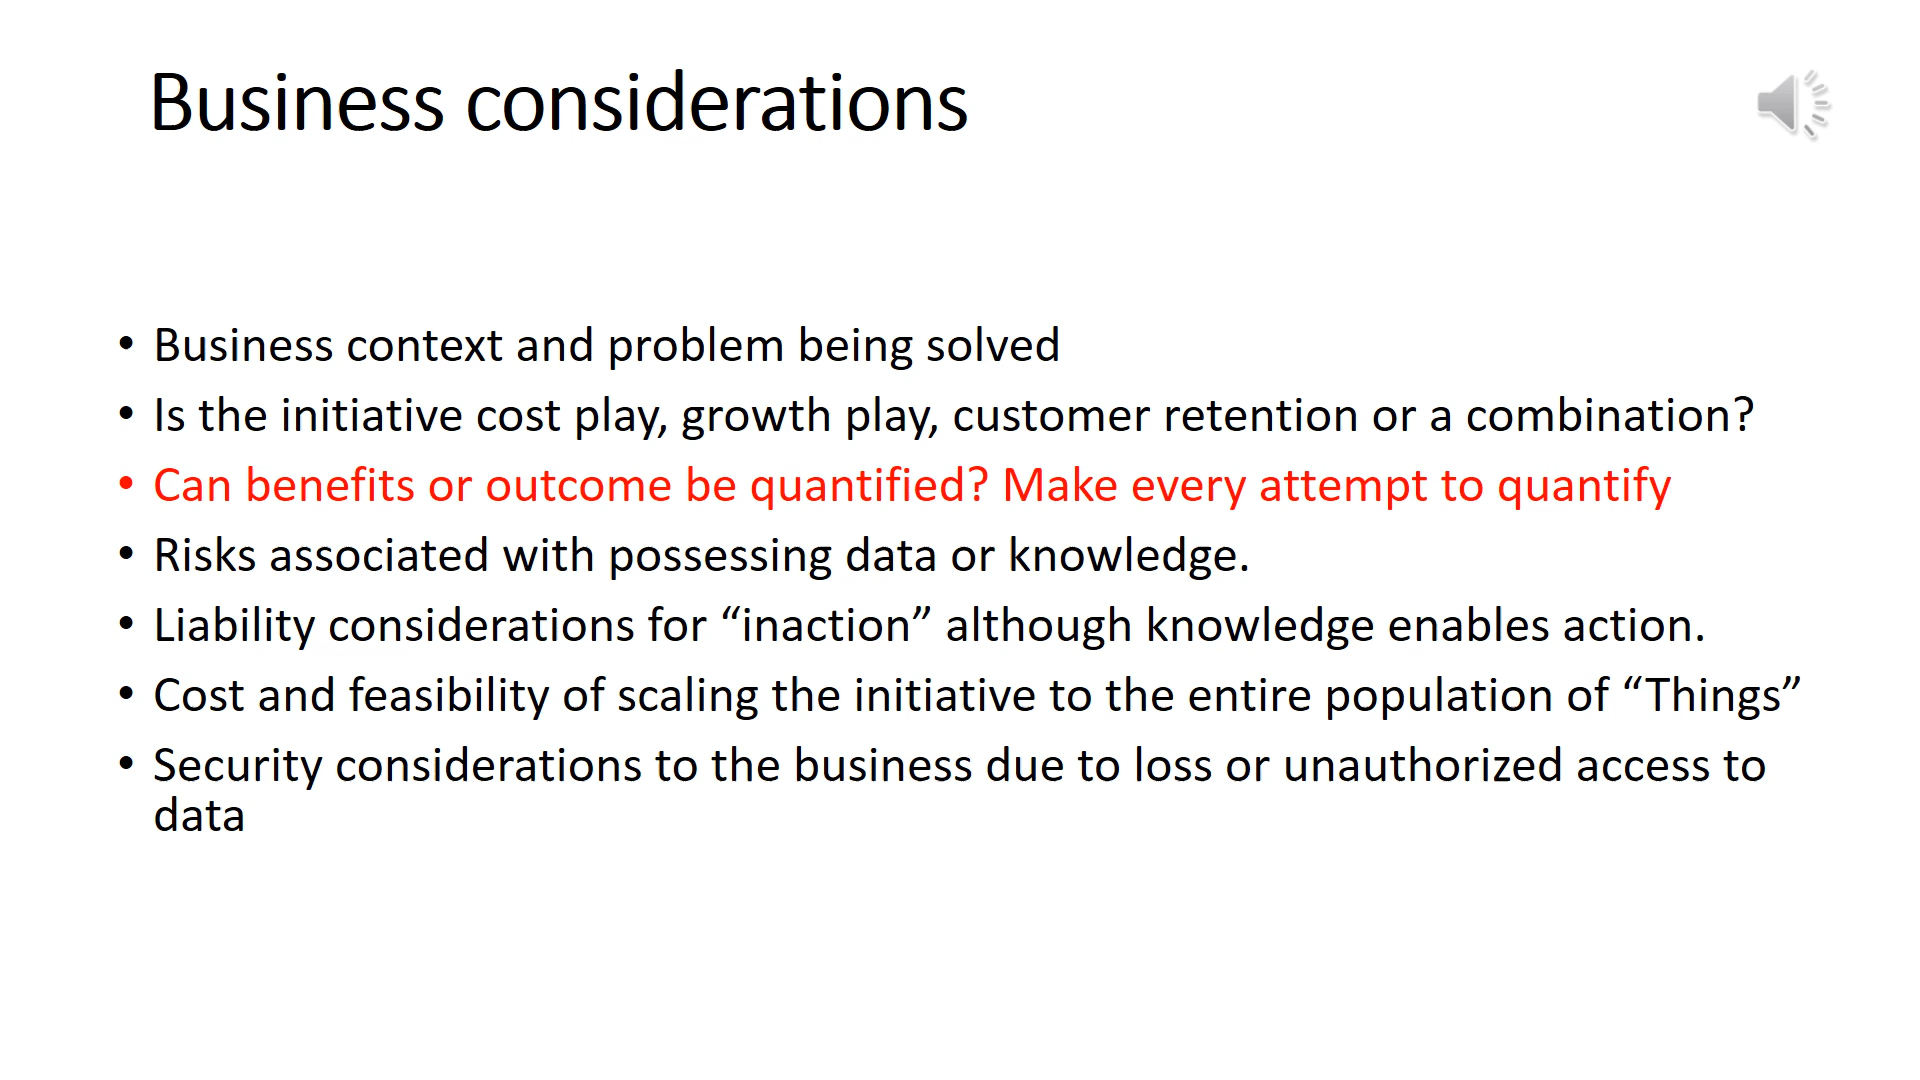 Business considerations
• Business context and problem being solved
• Is the initiative cost play, growth play, customer retention or a combination?
• Can benefits or outcome be quantified? Make every attempt to quantify
• Risks associated with possessing data or knowledge.
• Liability considerations for “inaction” although knowledge enables action.
• Cost and feasibility of scaling the initiative to the entire population of “Things”
• Security considerations to the business due to loss or unauthorized access to
data